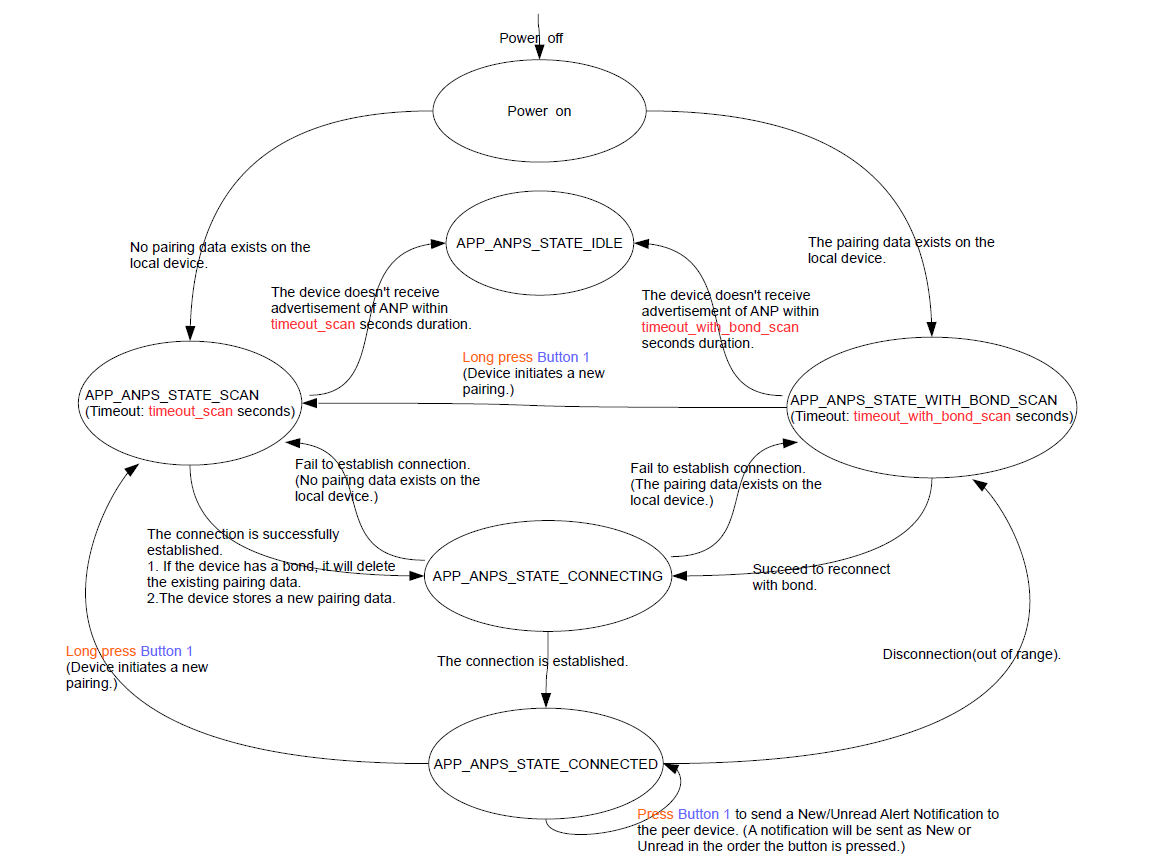 Power off
Power on
APP_ANPS_STATE_IDLE
No pairing data exists on the
local device.
The pairing data exists on the
local device.
The device doesn't receive
advertisement of ANP within
timeout_scan seconds duration.
The device doesn't receive
advertisement of ANP within
timeout_with_bond_scan
seconds duration.
Long press Button 1
(Device initiates a new
pairing.)
APP_ANPS_STATE_SCAN
(Timeout: timeout_scan seconds)
APP_ANPS_STATE_WITH_BOND_SCAN
(Timeout: timeout_with_bond_scan seconds)
Fail to establish connection.
(No pairing data exists on the
local device.)
Fail to establish connection.
(The pairing data exists on the
local device.)
The connection is successfully
established.
1. If the device has a bond, it will delete
the existing pairing data.
2.The device stores a new pairing data.
APP_ANPS_STATE_CONNECTING
Succeed to reconnect
with bond.
Long press Button 1
(Device initiates a new
pairing.)
The connection is established.
Disconnection(out of range).
APP_ANPS_STATE_CONNECTED
Press Button 1 to send a New/Unread Alert Notification to
the peer device. (A notification will be sent as New or
Unread in the order the button is pressed.)